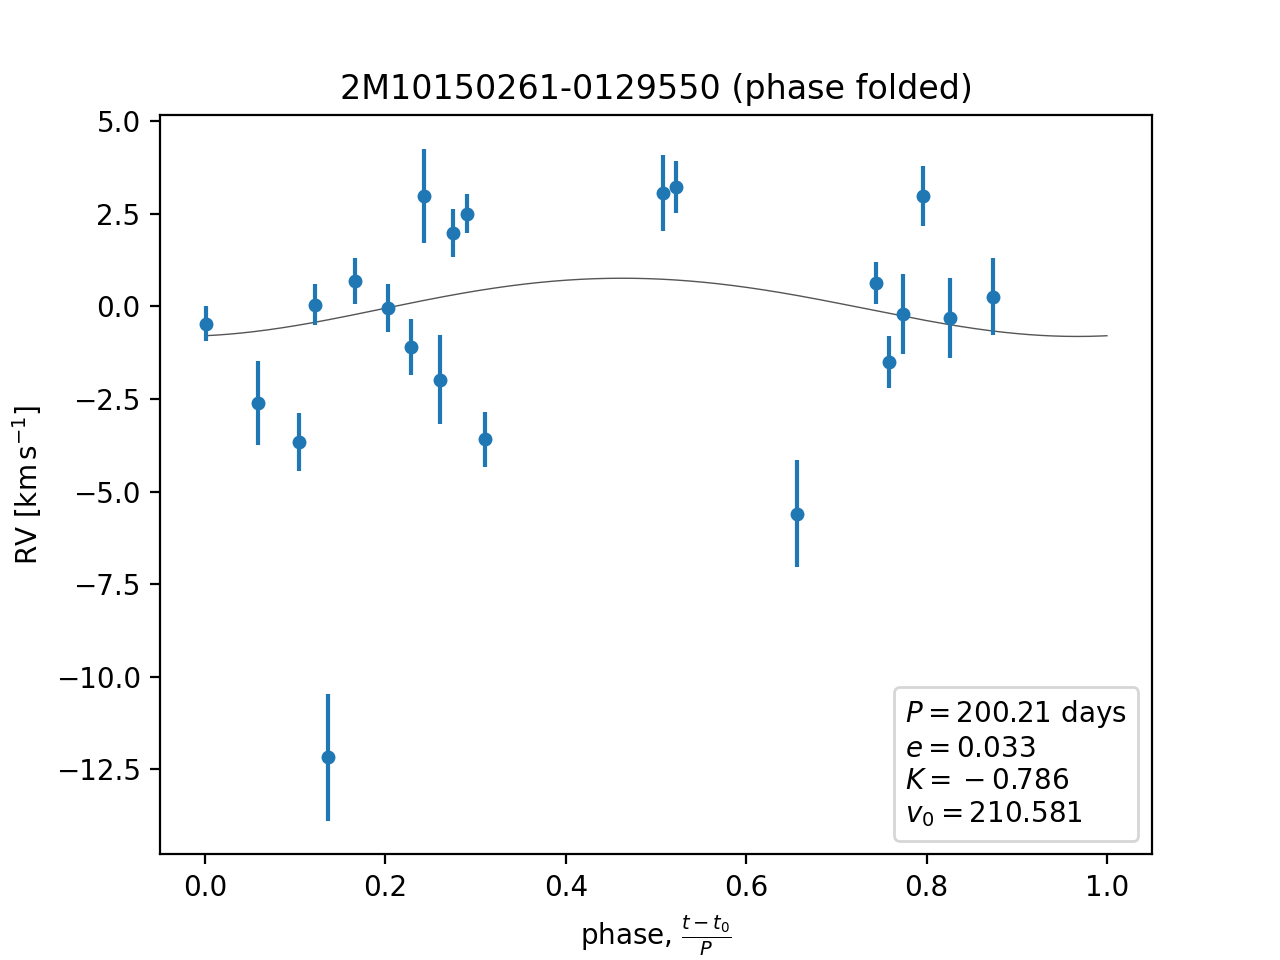 2M10150261-0129550 (phase folded)
5.0
2.5
0.0
−2.5
−5.0
−7.5
−10.0
−12.5
RV [km s⁻¹]
P = 200.21 days
e = 0.033
K = −0.786
v₀ = 210.581
0.0 0.2 0.4 0.6 0.8 1.0
phase, (t − t₀)/P